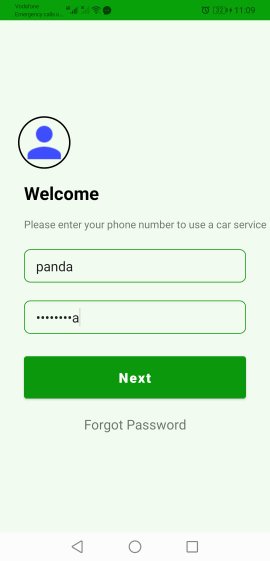 Vodafone
Emergency calls o...
32
11:09
Welcome
Please enter your phone number to use a car service
panda
••••••••a
Next
Forgot Password